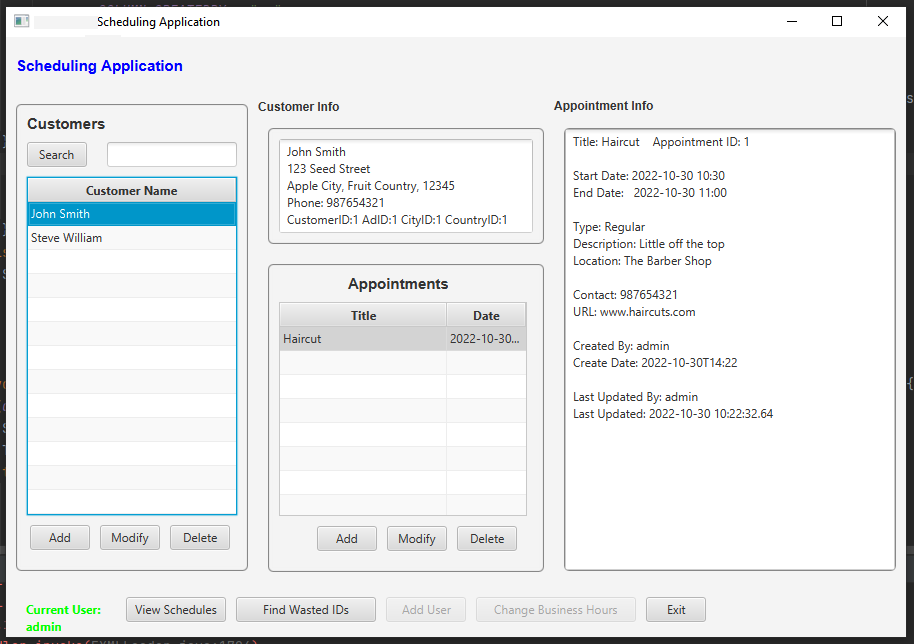 Scheduling Application
Scheduling Application
Customers
Search
Customer Name
John Smith
Steve William
Add
Modify
Delete
Customer Info
John Smith
123 Seed Street
Apple City, Fruit Country, 12345
Phone: 987654321
CustomerID:1 AdID:1 CityID:1 CountryID:1
Appointments
Title Date
Haircut 2022-10-30...
Add
Modify
Delete
Appointment Info
Title: Haircut Appointment ID: 1
Start Date: 2022-10-30 10:30
End Date: 2022-10-30 11:00
Type: Regular
Description: Little off the top
Location: The Barber Shop
Contact: 987654321
URL: www.haircuts.com
Created By: admin
Create Date: 2022-10-30T14:22
Last Updated By: admin
Last Updated: 2022-10-30 10:22:32.64
Current User:
admin
View Schedules
Find Wasted IDs
Add User
Change Business Hours
Exit